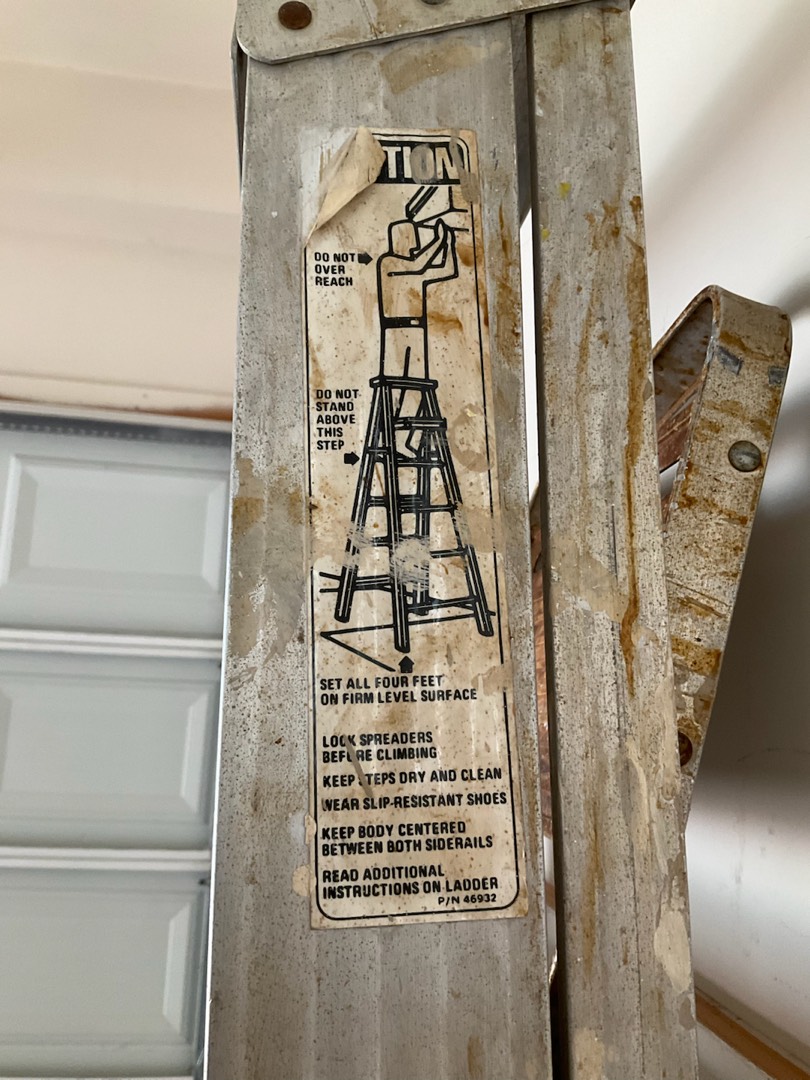 TION
DO NOT
OVER
REACH
DO NOT
STAND
ABOVE
THIS
STEP
SET ALL FOUR FEET
ON FIRM LEVEL SURFACE
LOCK SPREADERS
BEFORE CLIMBING
KEEP STEPS DRY AND CLEAN
WEAR SLIP-RESISTANT SHOES
KEEP BODY CENTERED
BETWEEN BOTH SIDERAILS
READ ADDITIONAL
INSTRUCTIONS ON LADDER
P/N 46932